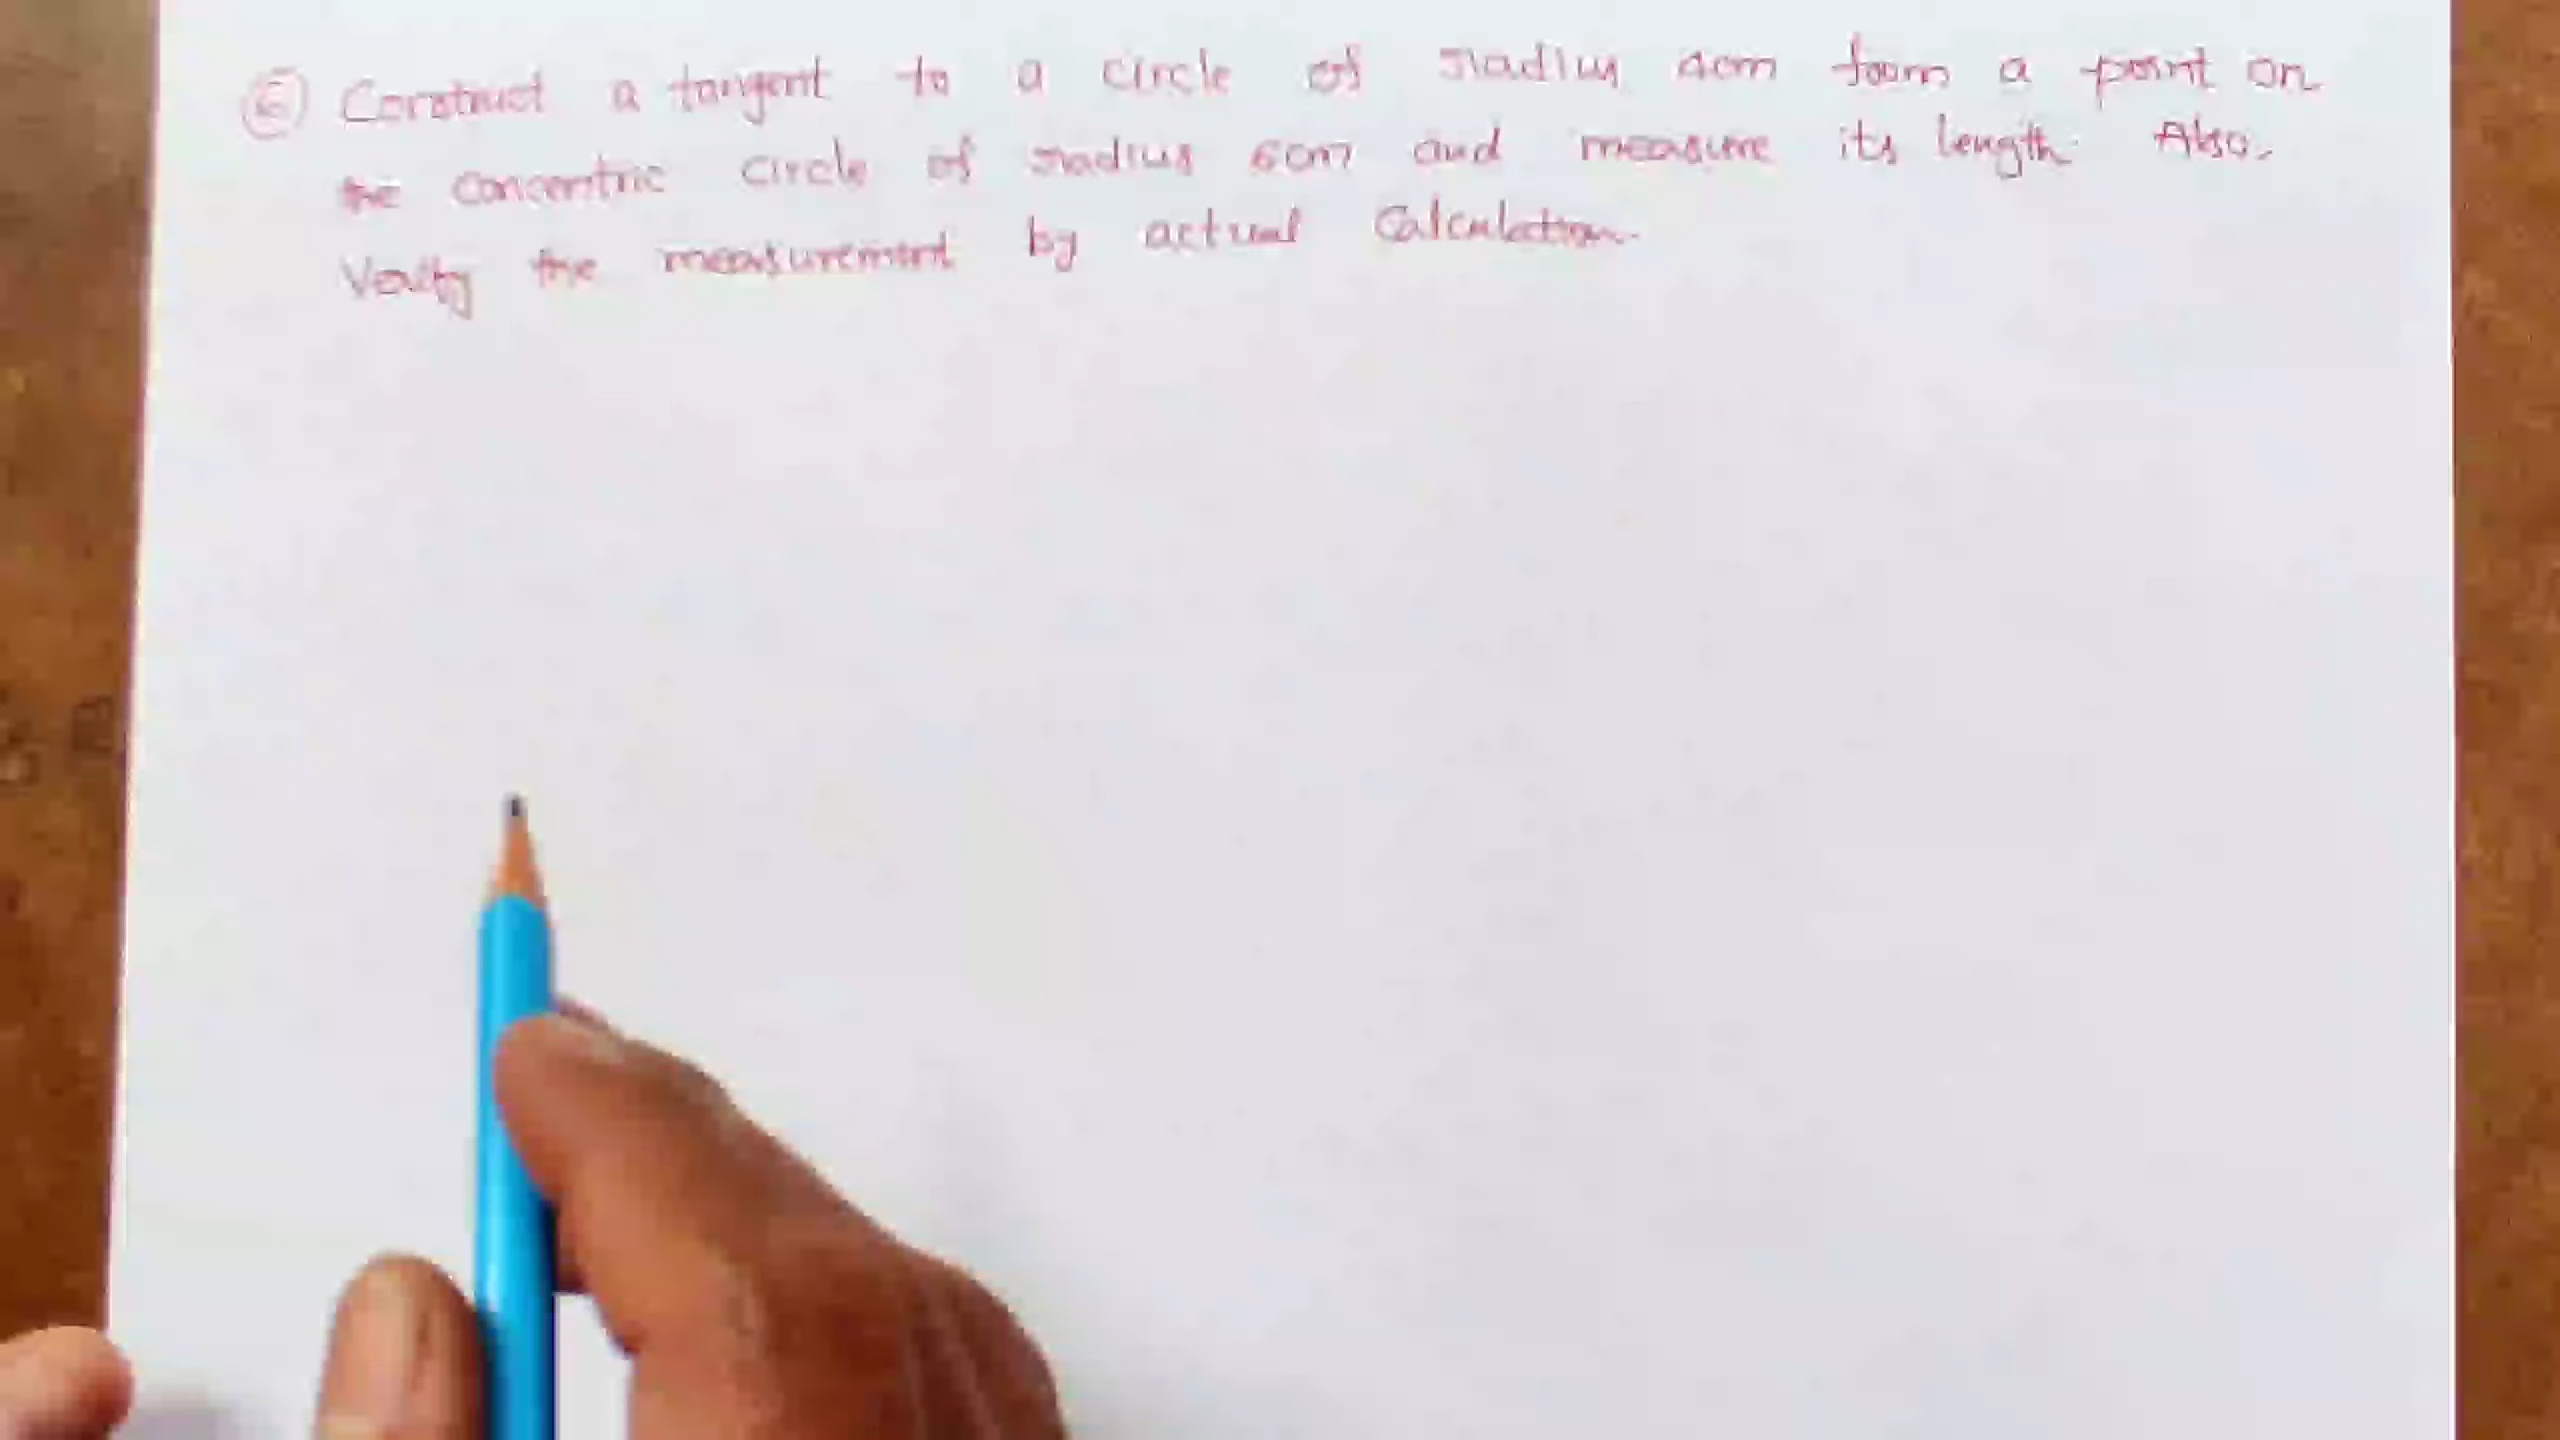 ⑥ Construct a tangent to a circle of radius 4cm from a point on
the concentric circle of radius 6cm and measure its length. Also,
Verify the measurement by actual Calculation.